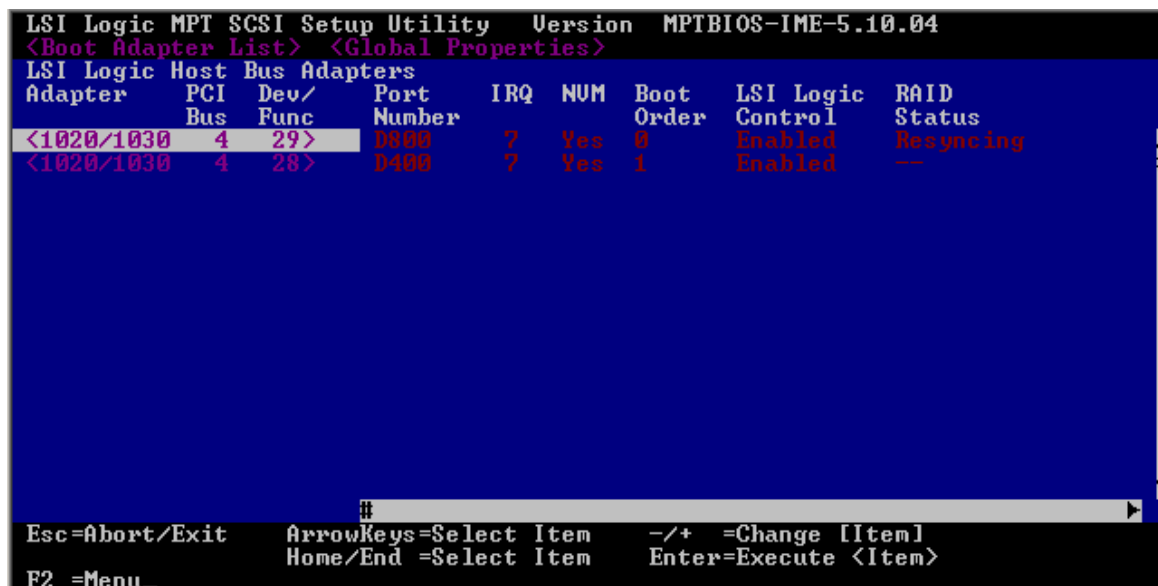 LSI Logic MPT SCSI Setup Utility Version MPTBIOS-IME-5.10.04
<Boot Adapter List> <Global Properties>
LSI Logic Host Bus Adapters
Adapter PCI Dev/ Port IRQ NVM Boot LSI Logic RAID
Bus Func Number Order Control Status
<1020/1030 4 29> D800 7 Yes 0 Enabled Resyncing
<1020/1030 4 28> D400 7 Yes 1 Enabled --
#
Esc=Abort/Exit ArrowKeys=Select Item -/+ =Change [Item]
Home/End =Select Item Enter=Execute <Item>
F2 =Menu_